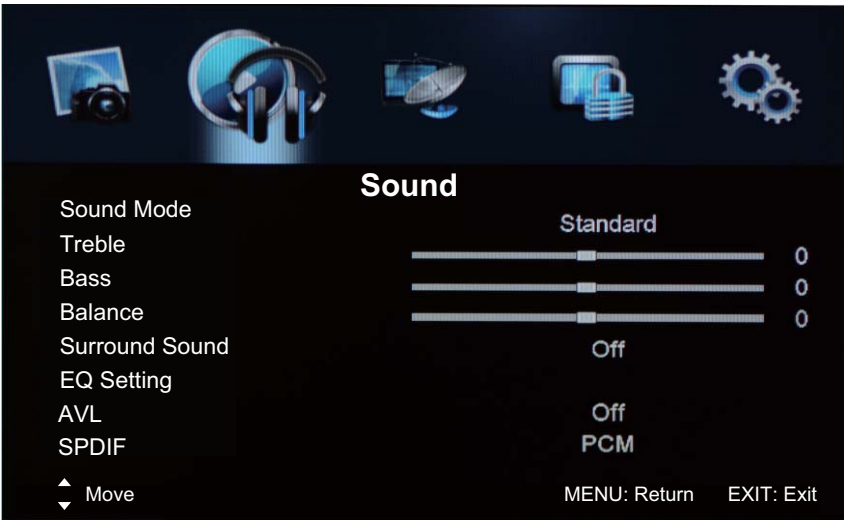 Sound
Sound Mode Standard
Treble 0
Bass 0
Balance 0
Surround Sound Off
EQ Setting
AVL Off
SPDIF PCM
Move MENU: Return EXIT: Exit